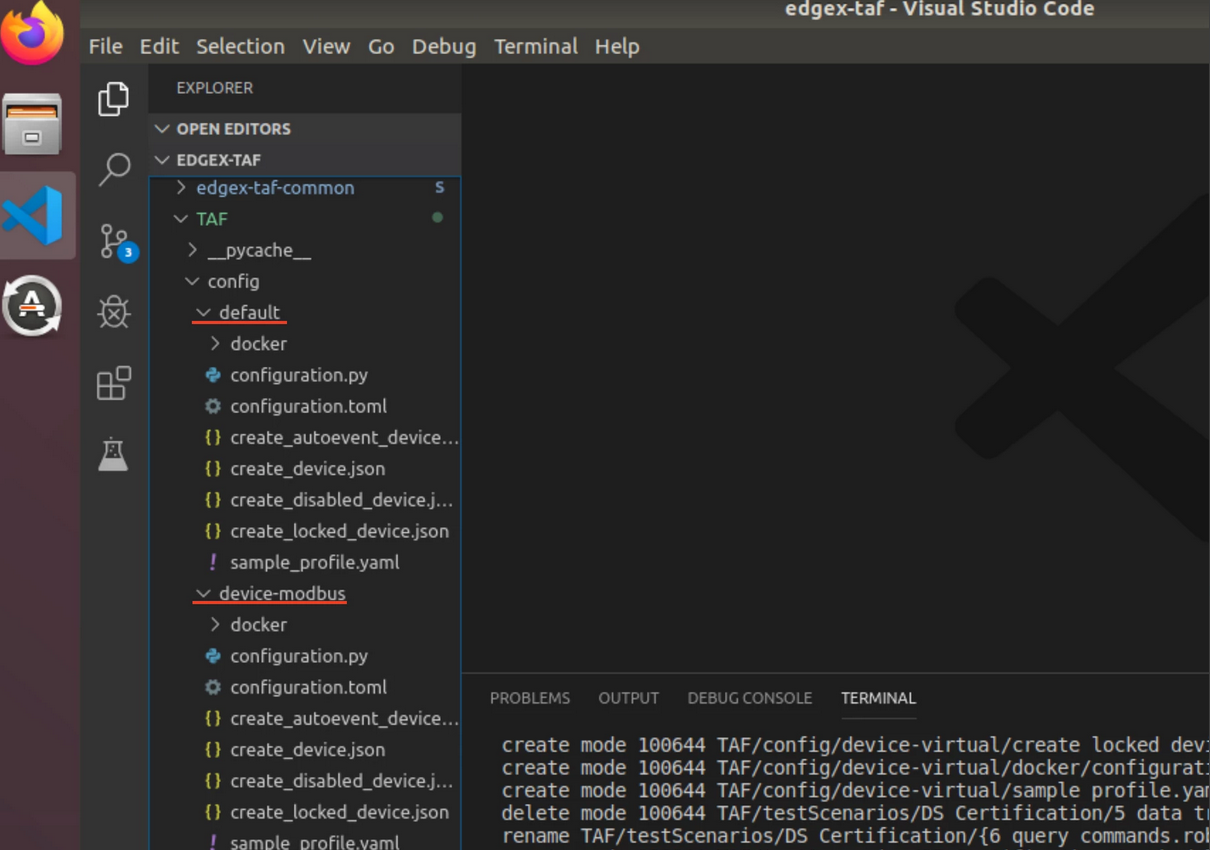 edgex-taf - Visual Studio Code
File Edit Selection View Go Debug Terminal Help
EXPLORER
OPEN EDITORS
EDGEX-TAF
edgex-taf-common S
TAF
__pycache__
config
default
docker
configuration.py
configuration.toml
{} create_autoevent_device...
{} create_device.json
{} create_disabled_device.j...
{} create_locked_device.json
! sample_profile.yaml
device-modbus
docker
configuration.py
configuration.toml
{} create_autoevent_device...
{} create_device.json
{} create_disabled_device.j...
{} create_locked_device.json
! sample_profile.yaml
3
PROBLEMS OUTPUT DEBUG CONSOLE TERMINAL
create mode 100644 TAF/config/device-virtual/create locked devi
create mode 100644 TAF/config/device-virtual/docker/configurati
create mode 100644 TAF/config/device-virtual/sample profile.yam
delete mode 100644 TAF/testScenarios/DS Certification/5 data tr
rename TAF/testScenarios/DS Certification/{6 query commands.rob